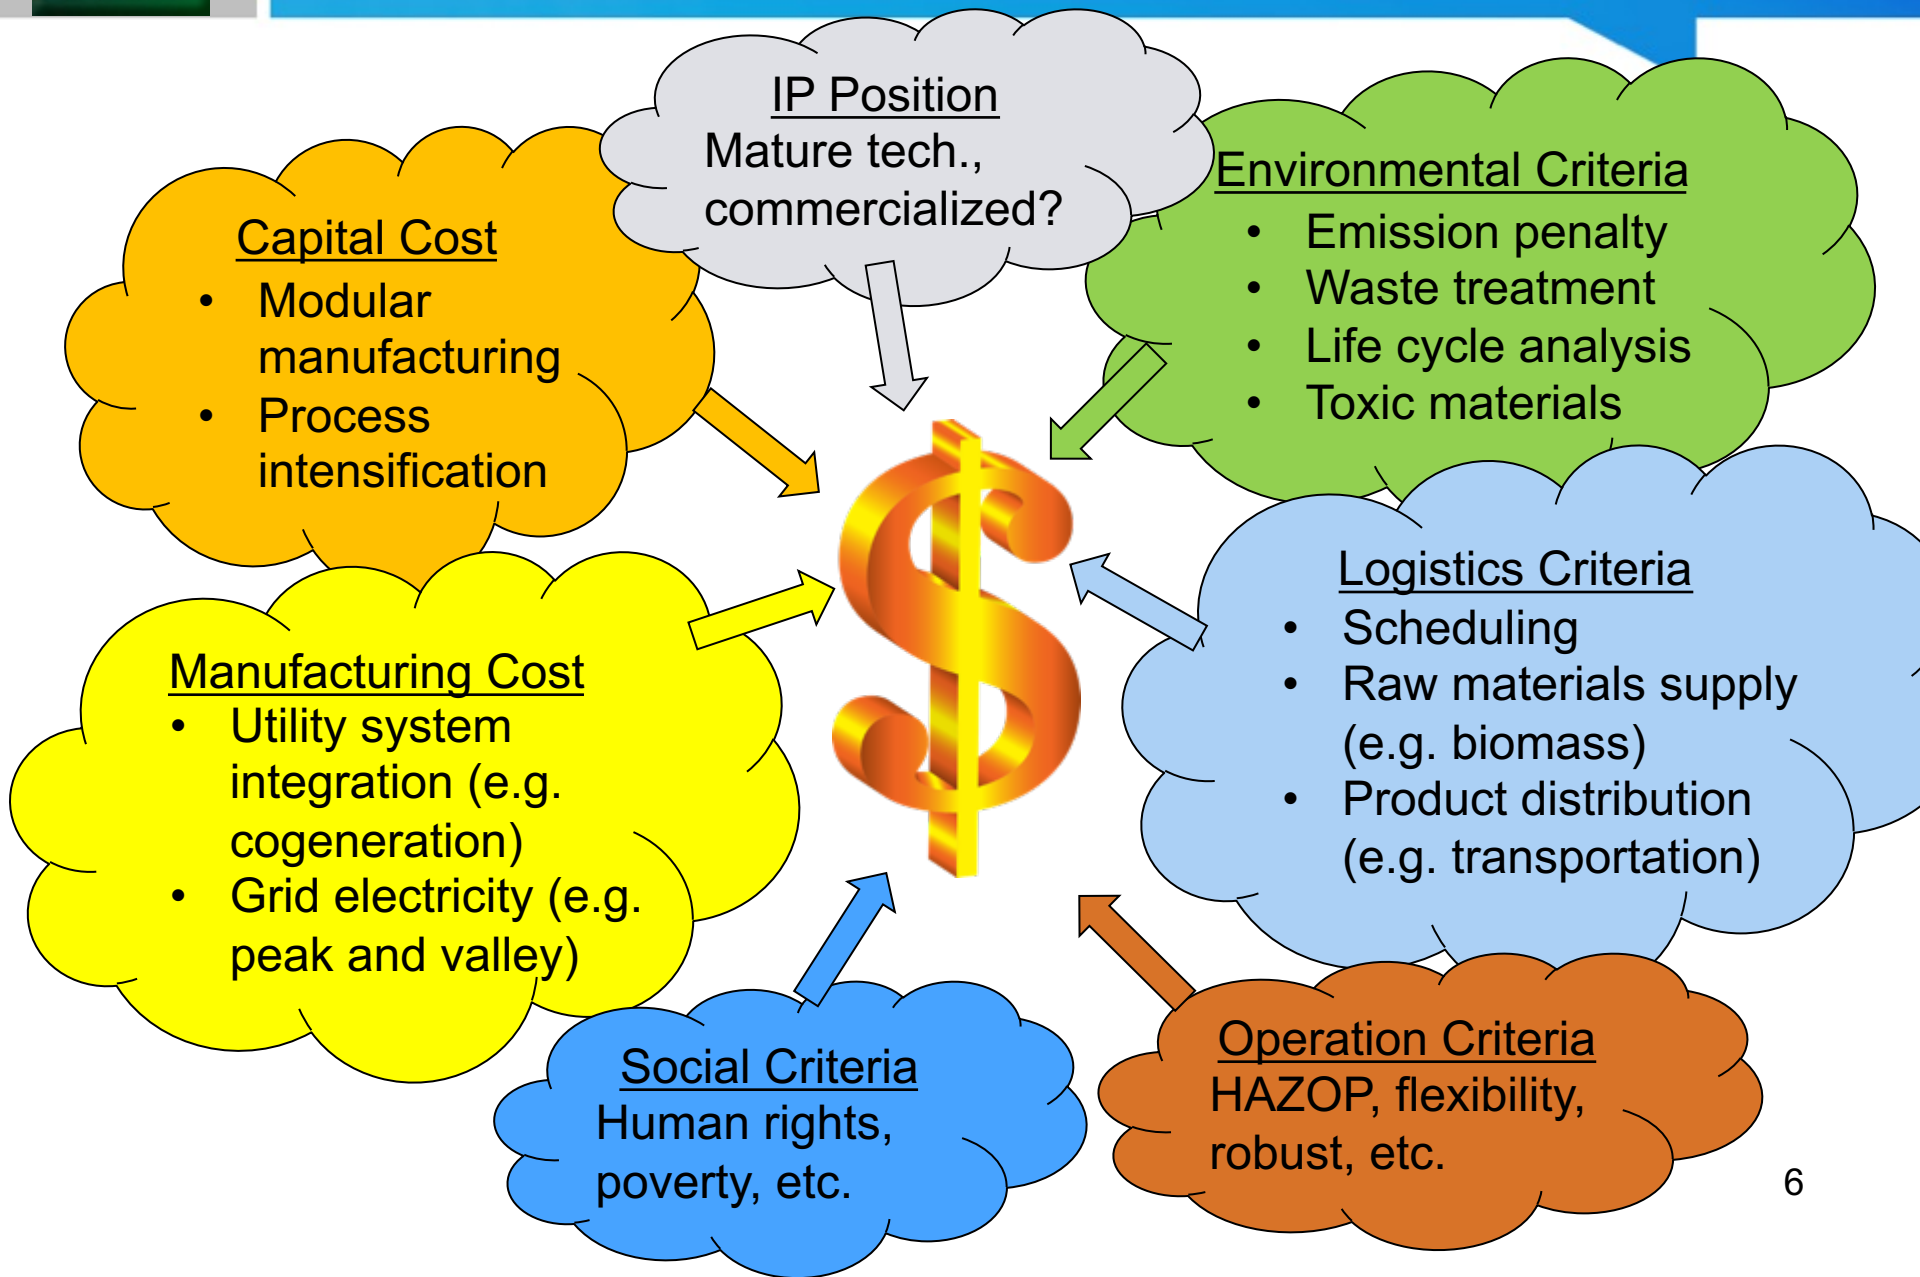 IP Position
Mature tech.,
commercialized?
Environmental Criteria
• Emission penalty
• Waste treatment
• Life cycle analysis
• Toxic materials
Capital Cost
• Modular
manufacturing
• Process
intensification
Logistics Criteria
• Scheduling
• Raw materials supply
(e.g. biomass)
• Product distribution
(e.g. transportation)
Manufacturing Cost
• Utility system
integration (e.g.
cogeneration)
• Grid electricity (e.g.
peak and valley)
Social Criteria
Human rights,
poverty, etc.
Operation Criteria
HAZOP, flexibility,
robust, etc.
$
6